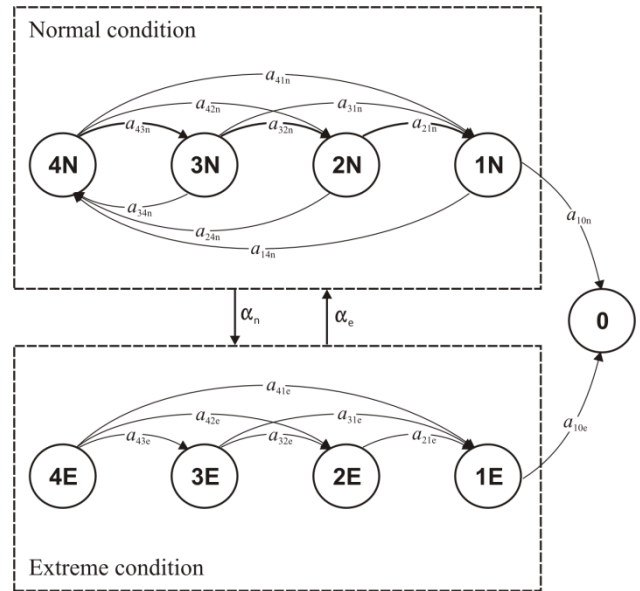 Normal condition
a41n
a42n
a31n
a43n
a32n
a21n
4N
3N
2N
1N
a34n
a24n
a14n
a10n
αn
αe
0
a41e
a42e
a31e
a43e
a32e
a21e
a10e
4E
3E
2E
1E
Extreme condition